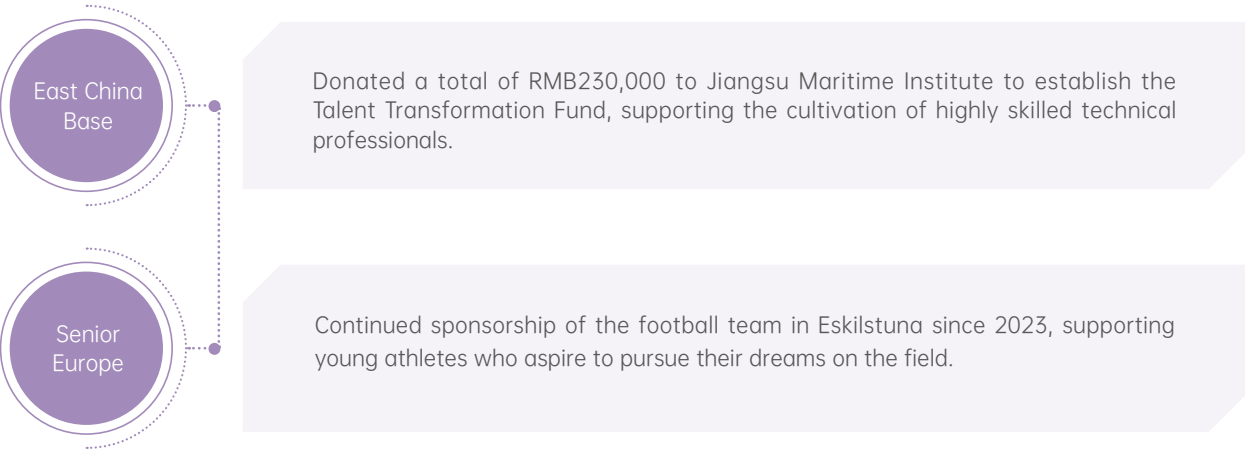 East China
Base
Donated a total of RMB230,000 to Jiangsu Maritime Institute to establish the
Talent Transformation Fund, supporting the cultivation of highly skilled technical
professionals.
Senior
Europe
Continued sponsorship of the football team in Eskilstuna since 2023, supporting
young athletes who aspire to pursue their dreams on the field.